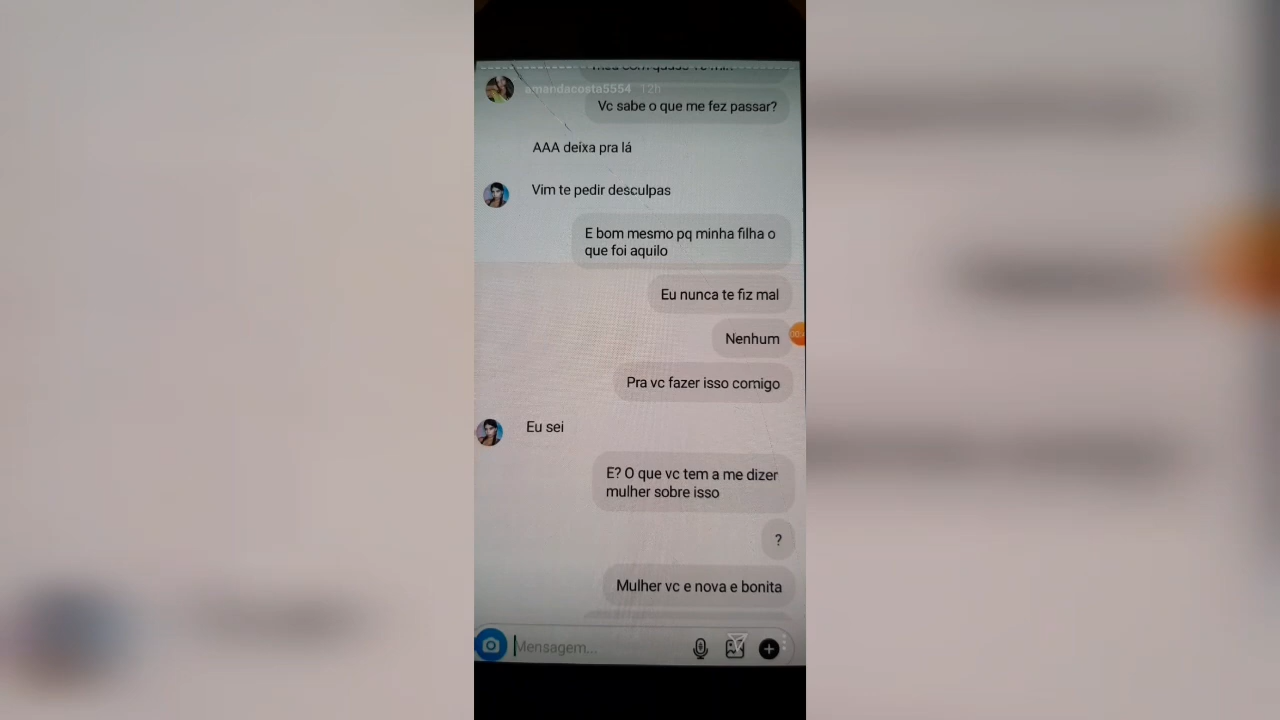 amandacosta5554 12h
Vc sabe o que me fez passar?
AAA deixa pra lá
Vim te pedir desculpas
E bom mesmo pq minha filha o
que foi aquilo
Eu nunca te fiz mal
Nenhum
Pra vc fazer isso comigo
Eu sei
E? O que vc tem a me dizer
mulher sobre isso
?
Mulher vc e nova e bonita
Mensagem...